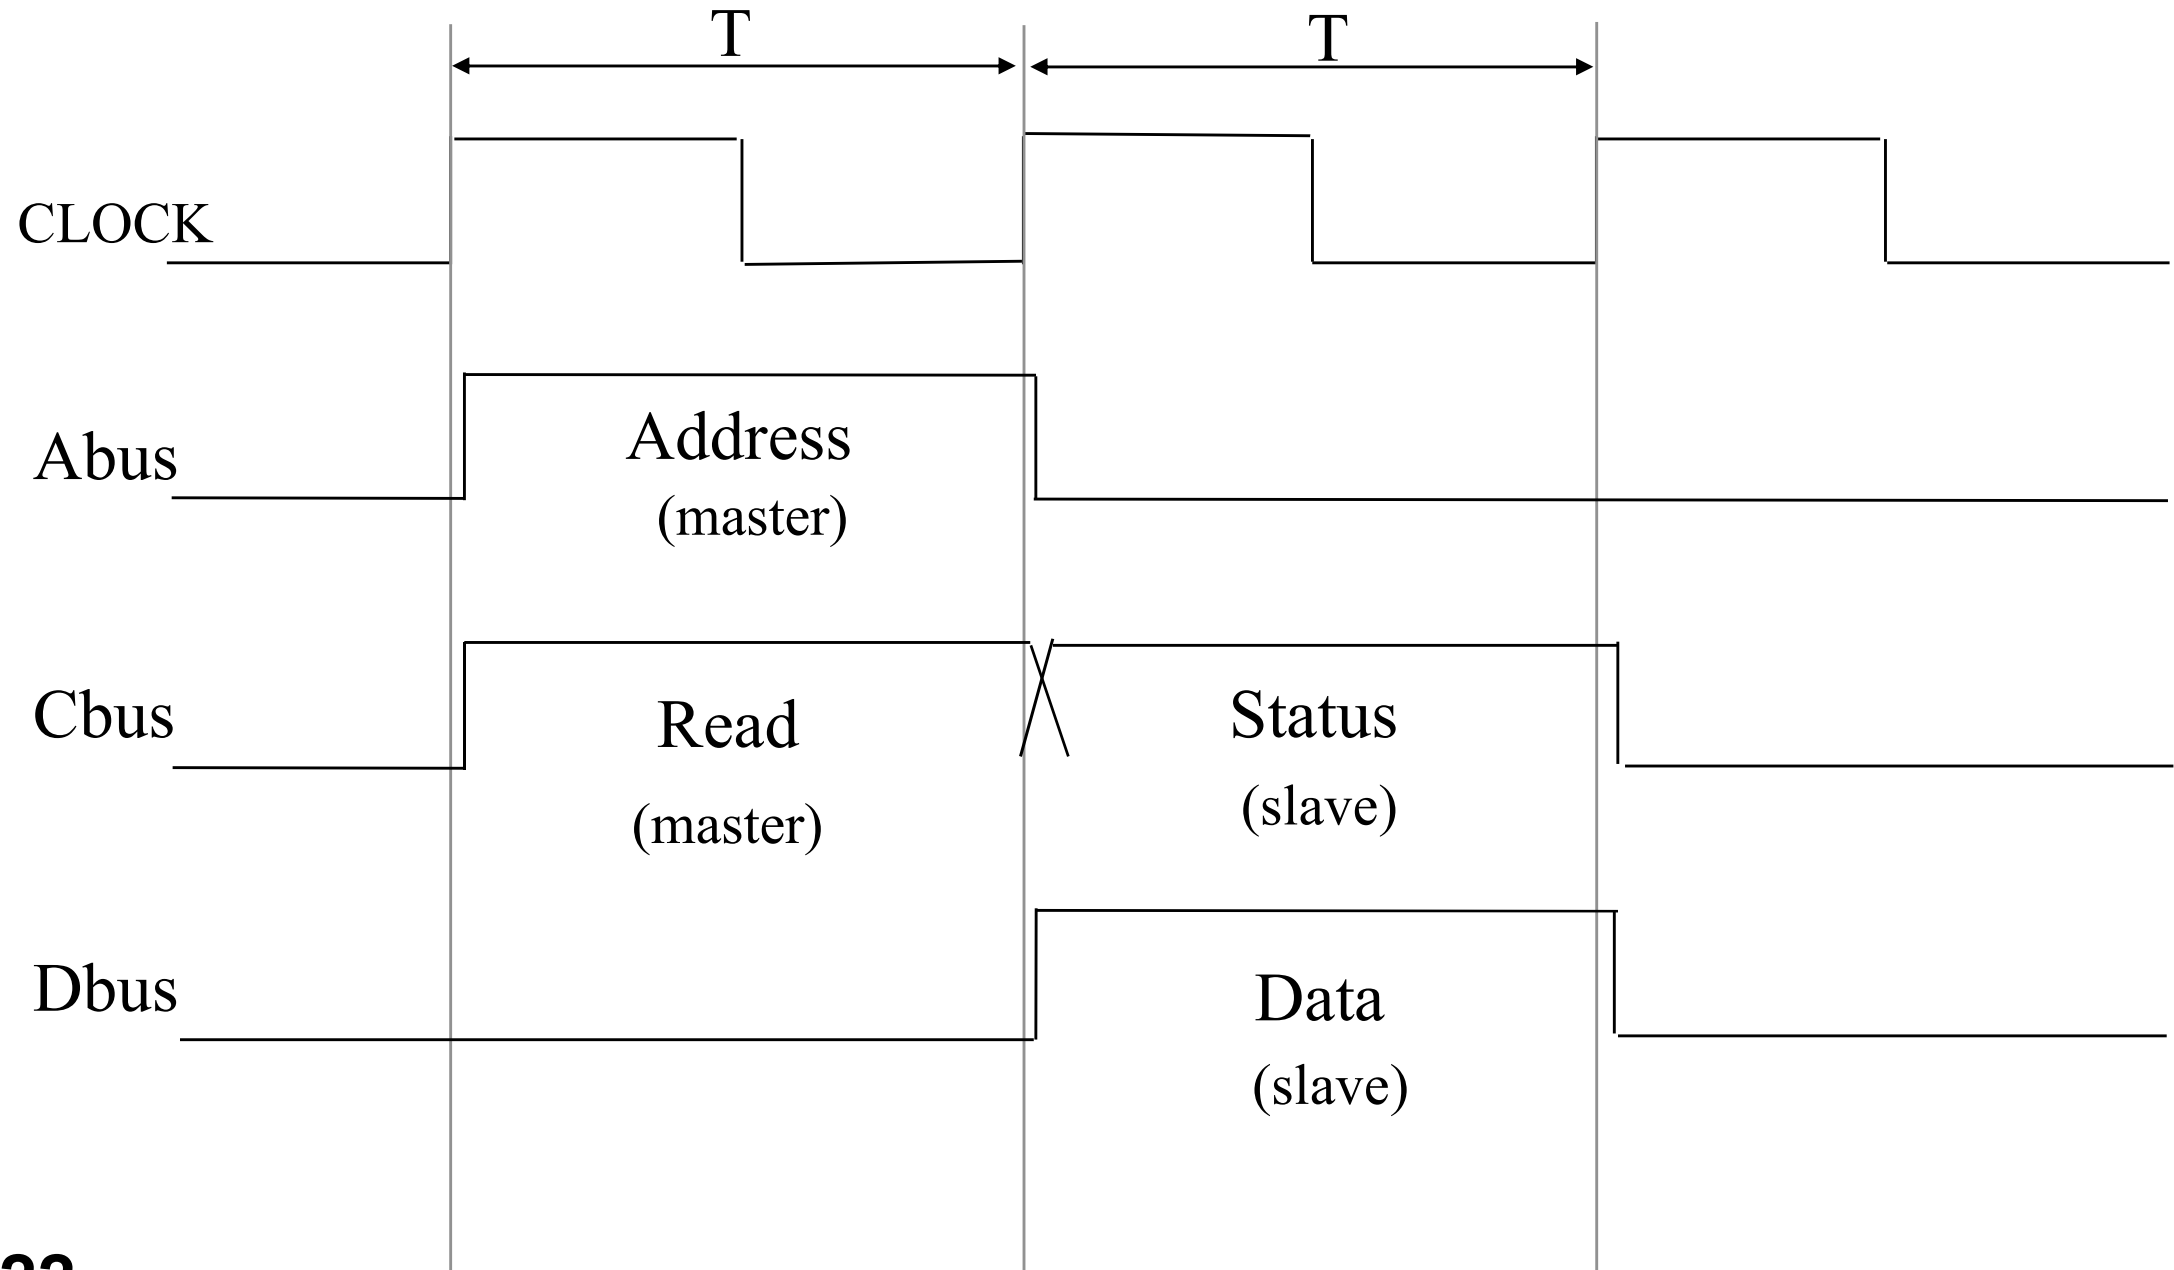 T
T
CLOCK
Abus
Address
(master)
Cbus
Read
(master)
Status
(slave)
Dbus
Data
(slave)